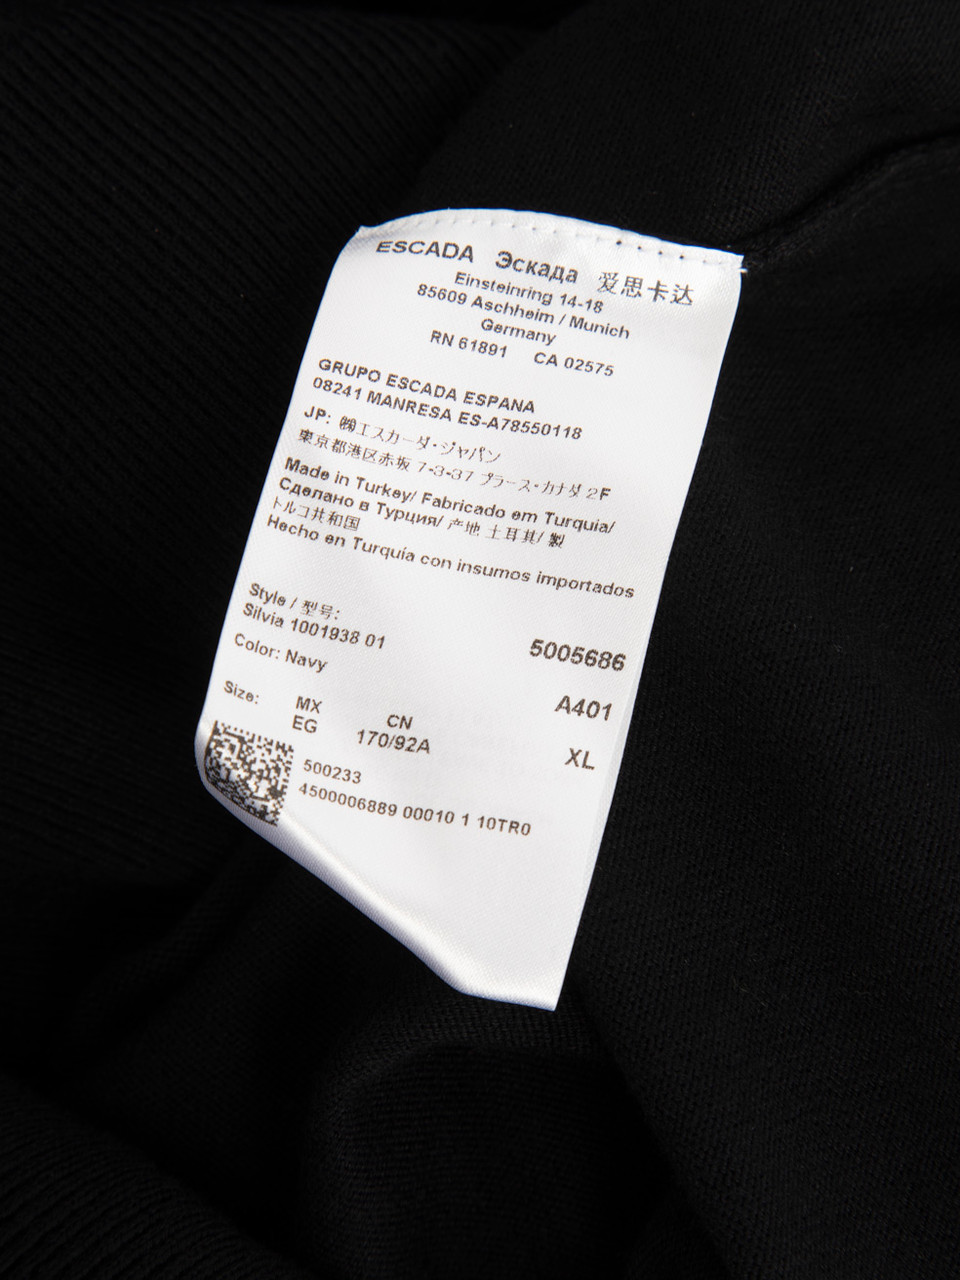 ESCADA Эскада 爱思卡达
Einsteinring 14-18
85609 Aschheim / Munich
Germany
RN 61891 CA 02575
GRUPO ESCADA ESPANA
08241 MANRESA ES-A78550118
JP: ㈱エスカーダ・ジャパン
東京都港区赤坂 7-3-37 プラース・カナダ 2F
Made in Turkey/ Fabricado em Turquia/
Сделано в Турция/ 产地 土耳其/ 製
トルコ共和国
Hecho en Turquía con insumos importados
Style / 型号:
Silvia 1001938 01 5005686
Color: Navy A401
Size: MX CN XL
EG 170/92A
500233
4500006889 00010 1 10TR0